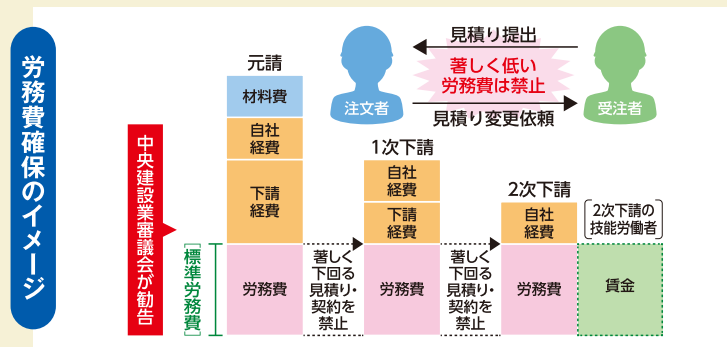 労務費確保のイメージ
中央建設業審議会が勧告
［標準労務費］
元請
材料費
自社
経費
下請
経費
労務費
著しく
下回る
見積り・
契約を
禁止
1次下請
自社
経費
下請
経費
労務費
著しく
下回る
見積り・
契約を
禁止
2次下請
自社
経費
労務費
2次下請の
技能労働者
賃金
見積り提出
著しく低い
労務費は禁止
見積り変更依頼
注文者
受注者